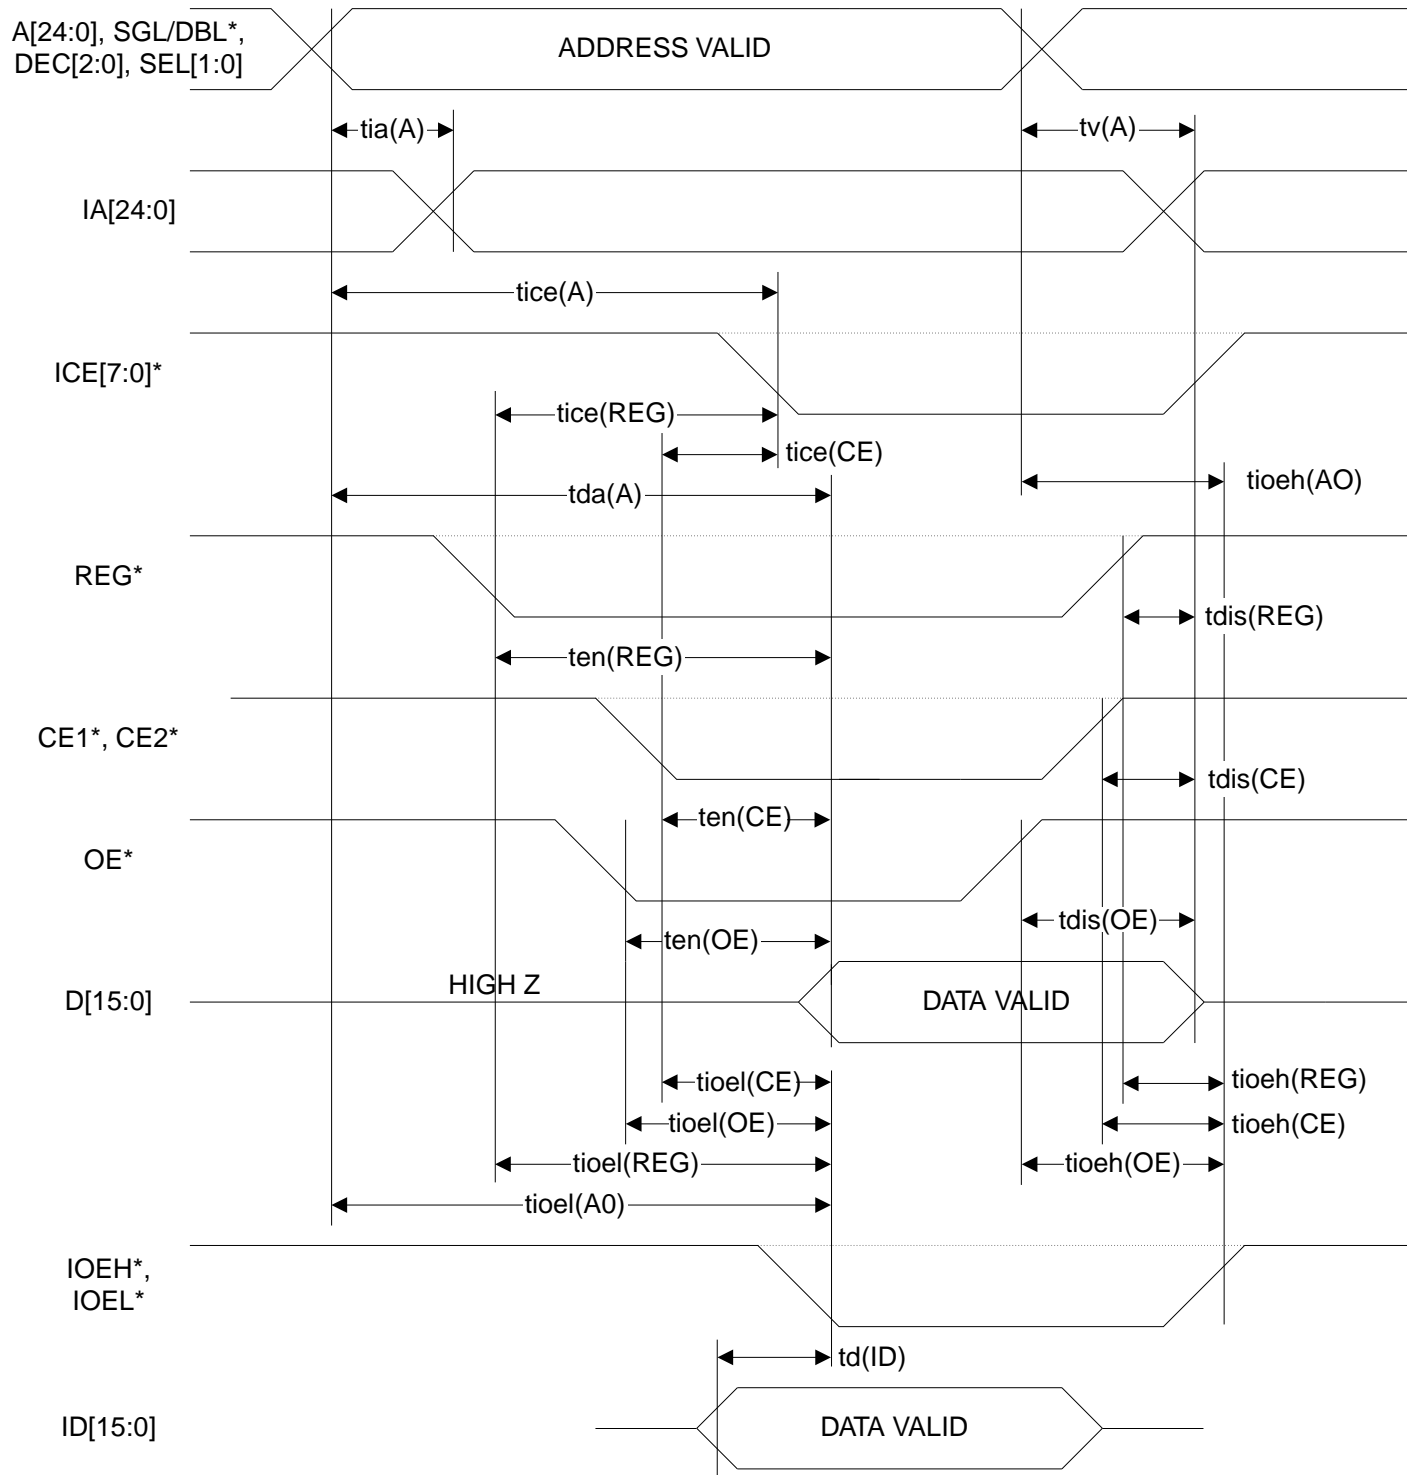 A[24:0], SGL/DBL*,
DEC[2:0], SEL[1:0]
ADDRESS VALID
tia(A)
tv(A)
IA[24:0]
tice(A)
ICE[7:0]*
tice(REG)
tice(CE)
tioeh(AO)
tda(A)
REG*
tdis(REG)
ten(REG)
CE1*, CE2*
tdis(CE)
ten(CE)
OE*
tdis(OE)
ten(OE)
HIGH Z
D[15:0]
DATA VALID
tioel(CE)
tioeh(REG)
tioel(OE)
tioeh(CE)
tioel(REG)
tioeh(OE)
tioel(A0)
IOEH*,
IOEL*
td(ID)
ID[15:0]
DATA VALID